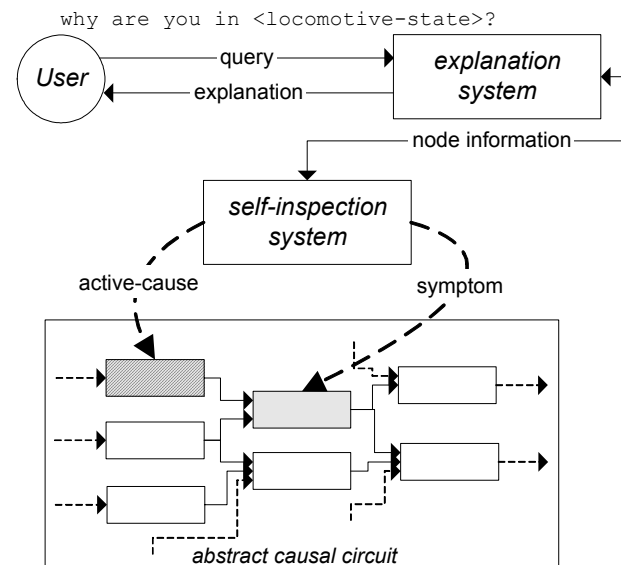 why are you in <locomotive-state>?
User
query
explanation
explanation
system
node information
self-inspection
system
active-cause
symptom
abstract causal circuit